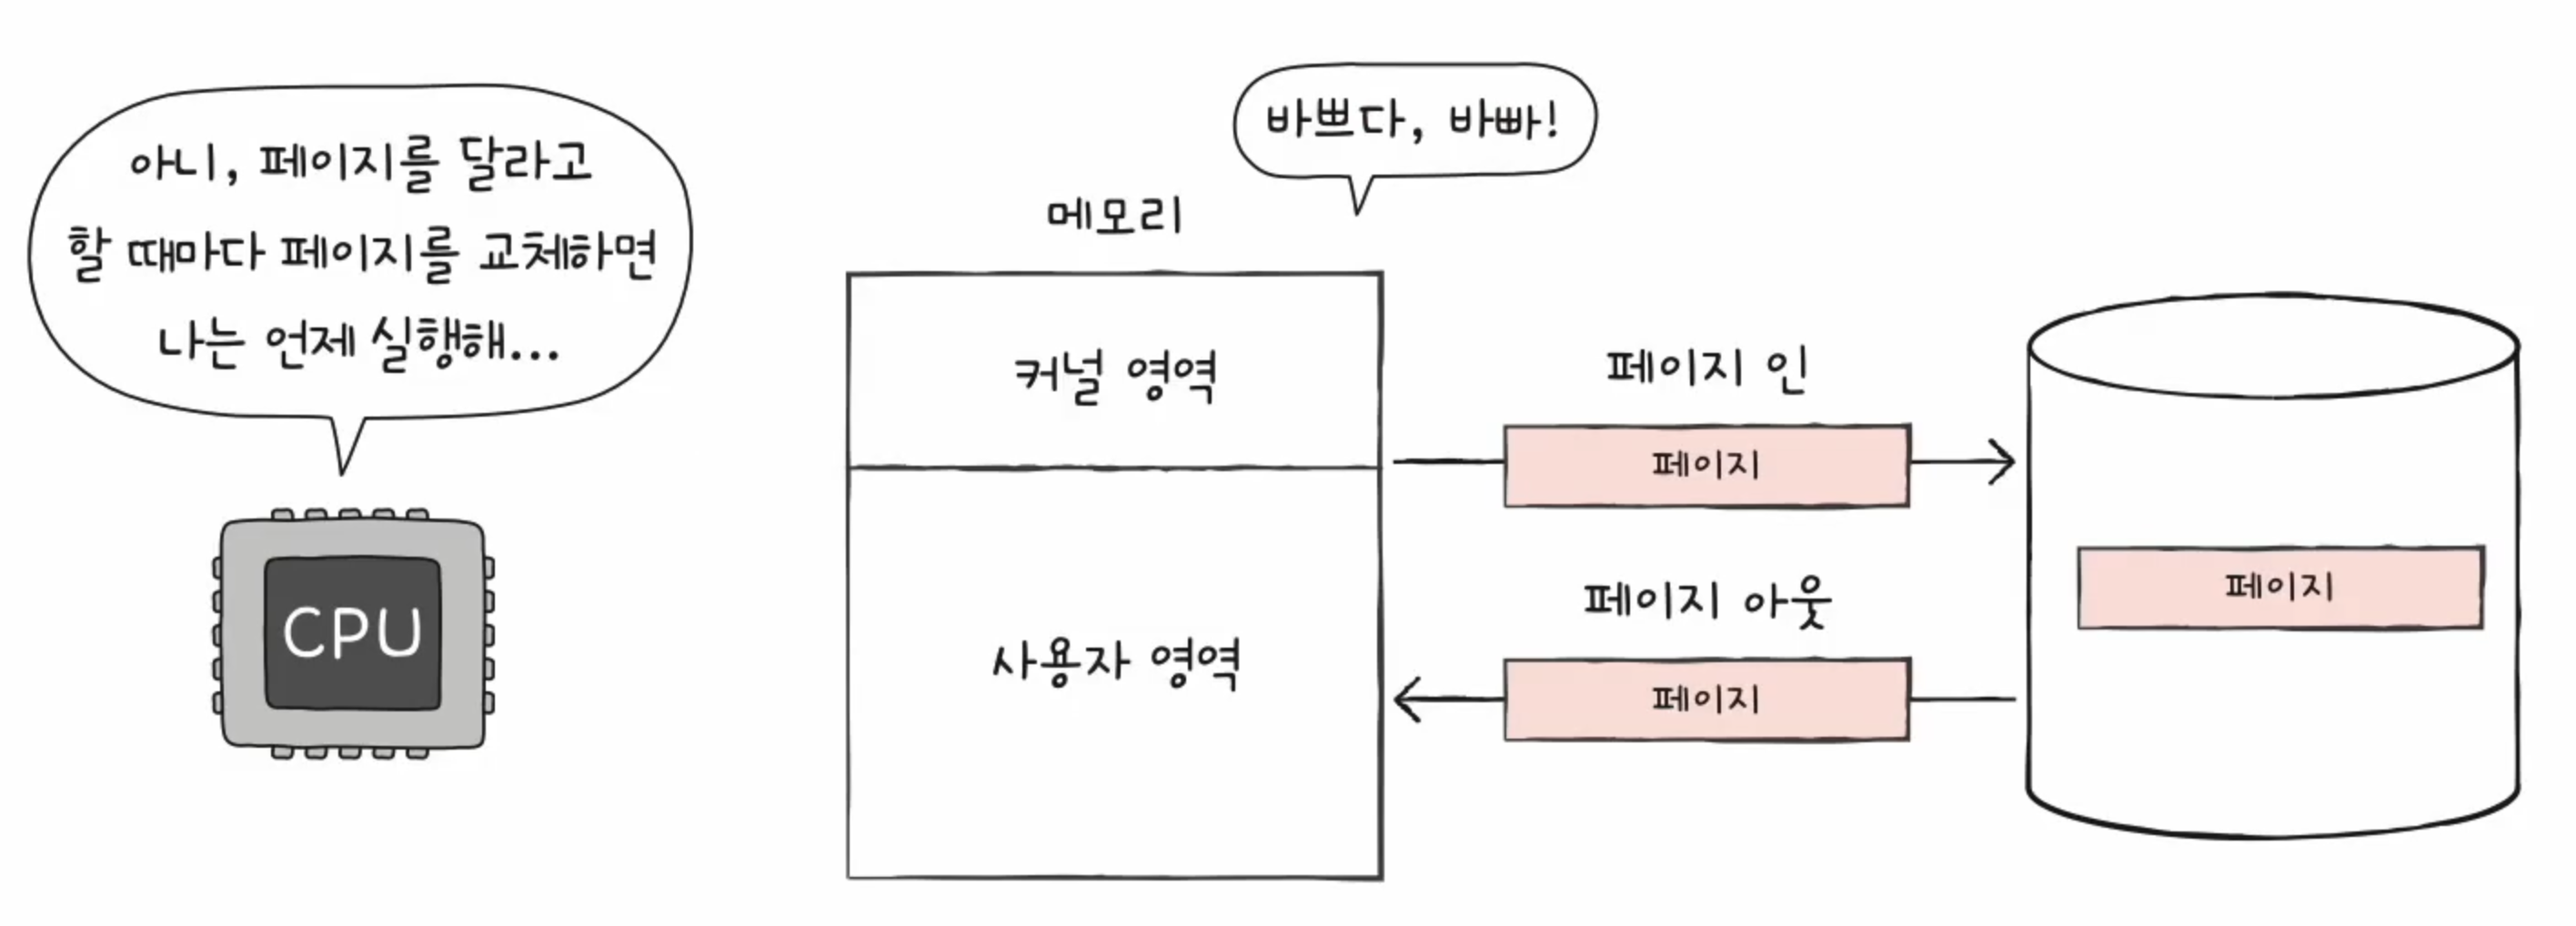 아니, 페이지를 달라고
할 때마다 페이지를 교체하면
나는 언제 실행해...
CPU
바쁘다, 바빠!
메모리
커널 영역
사용자 영역
페이지 인
페이지
페이지 아웃
페이지
페이지